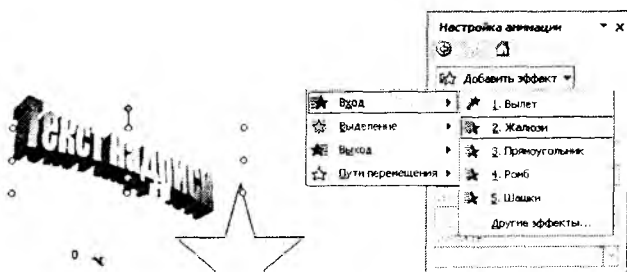 Настройка анимации
Добавить эффект
Вход
Выделение
Выход
Пути перемещения
1. Вылет
2. Жалюзи
3. Прямоугольник
4. Ромб
5. Шашки
Другие эффекты...
Текст надписи